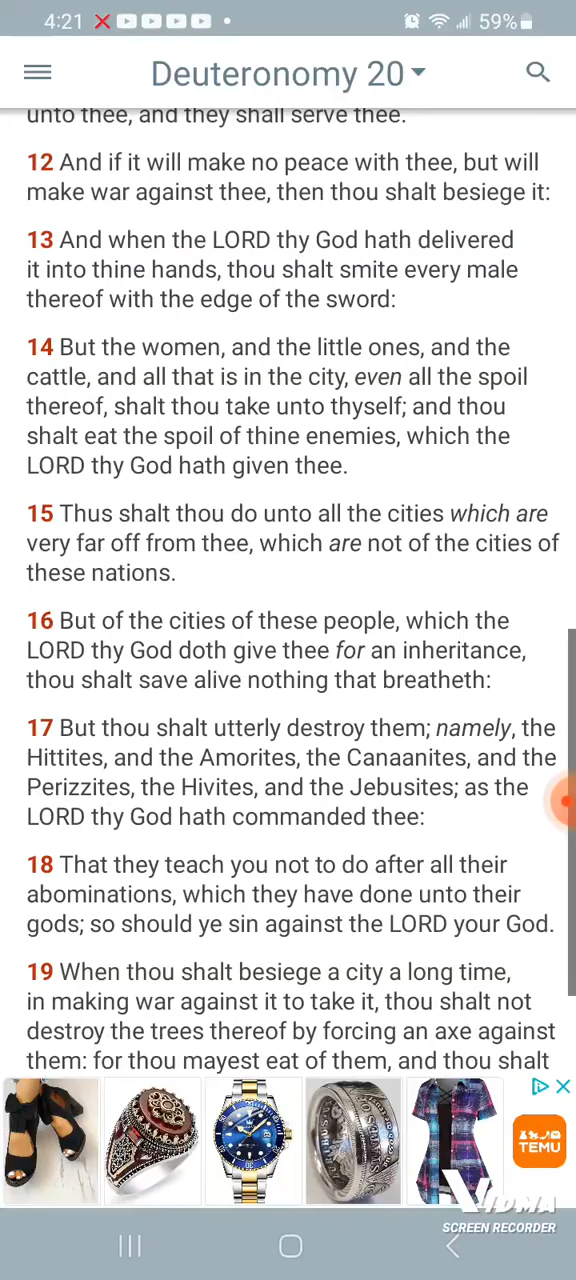 4:21
59%
Deuteronomy 20
unto thee, and they shall serve thee.
12 And if it will make no peace with thee, but will
make war against thee, then thou shalt besiege it:
13 And when the LORD thy God hath delivered
it into thine hands, thou shalt smite every male
thereof with the edge of the sword:
14 But the women, and the little ones, and the
cattle, and all that is in the city, even all the spoil
thereof, shalt thou take unto thyself; and thou
shalt eat the spoil of thine enemies, which the
LORD thy God hath given thee.
15 Thus shalt thou do unto all the cities which are
very far off from thee, which are not of the cities of
these nations.
16 But of the cities of these people, which the
LORD thy God doth give thee for an inheritance,
thou shalt save alive nothing that breatheth:
17 But thou shalt utterly destroy them; namely, the
Hittites, and the Amorites, the Canaanites, and the
Perizzites, the Hivites, and the Jebusites; as the
LORD thy God hath commanded thee:
18 That they teach you not to do after all their
abominations, which they have done unto their
gods; so should ye sin against the LORD your God.
19 When thou shalt besiege a city a long time,
in making war against it to take it, thou shalt not
destroy the trees thereof by forcing an axe against
them: for thou mayest eat of them, and thou shalt
TEMU
VIDMA
SCREEN RECORDER